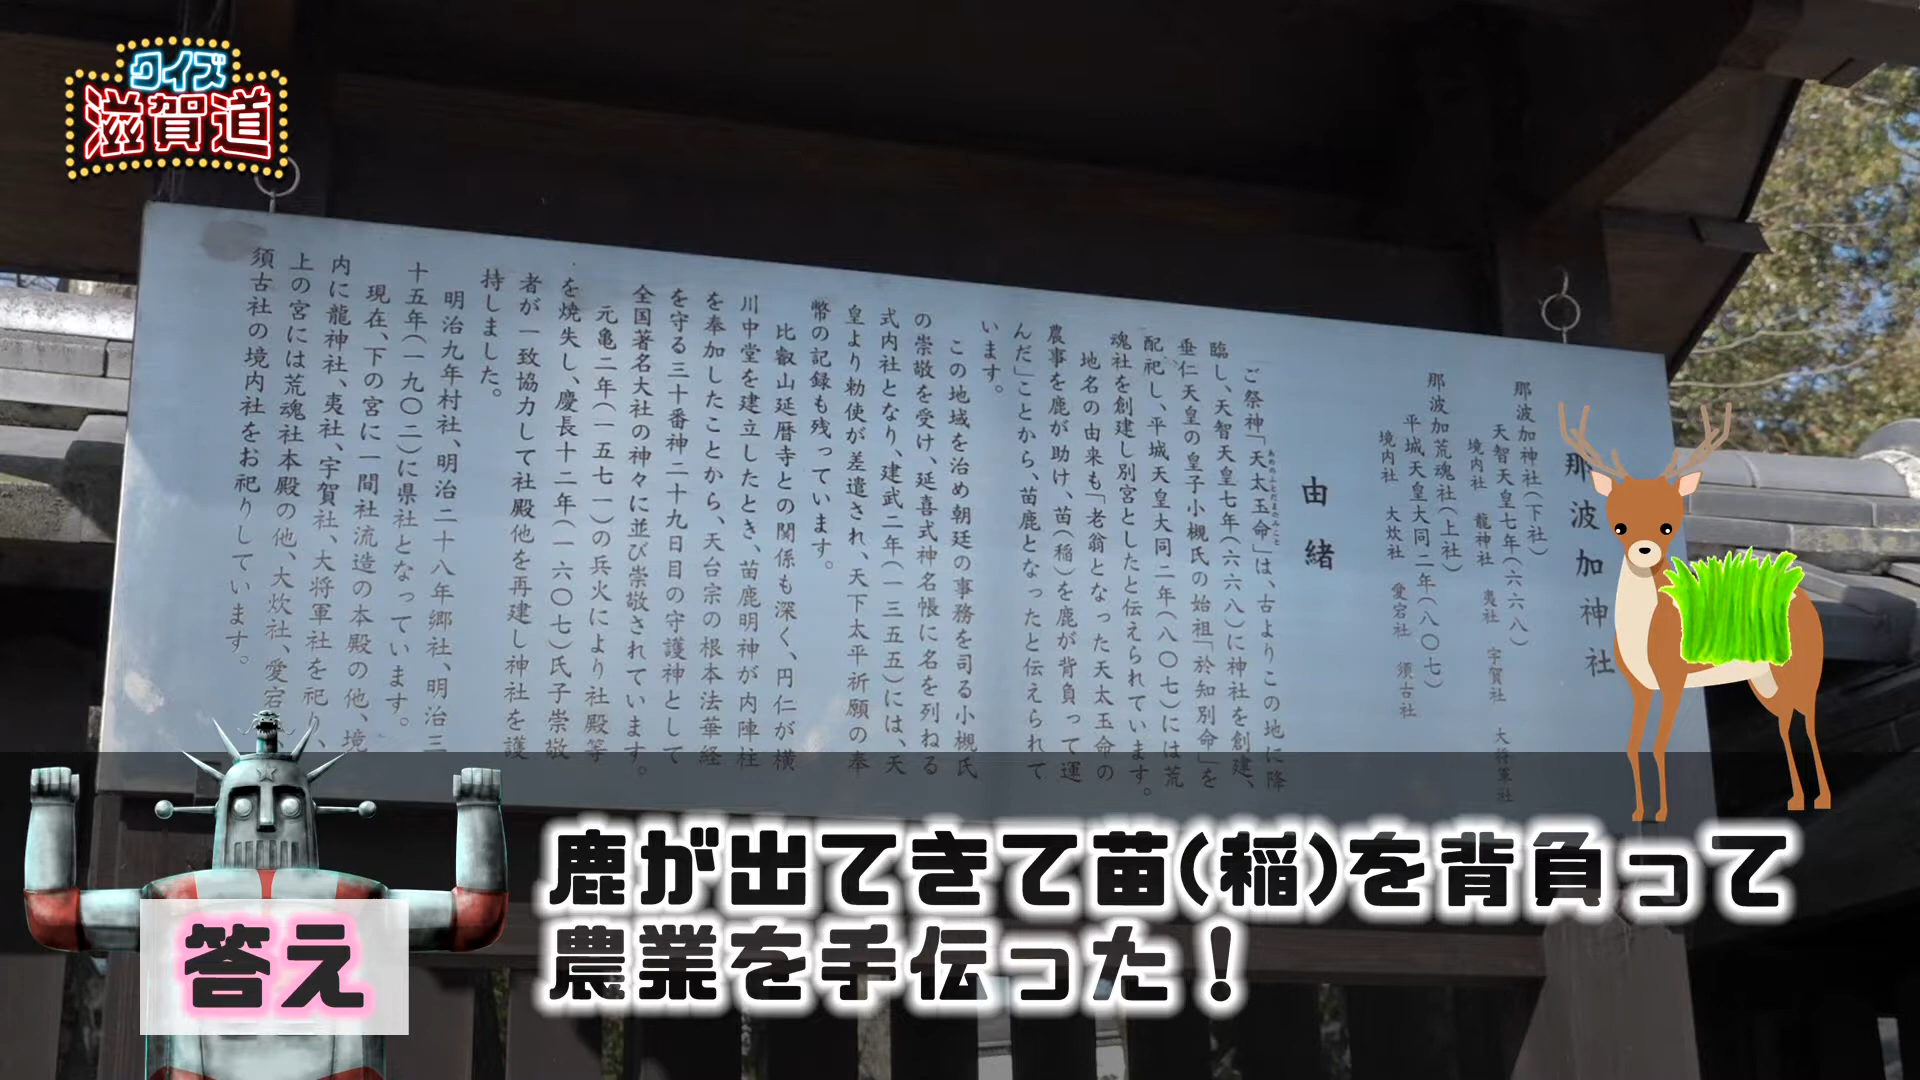 クイズ
滋賀道
那波加神社
那波加神社(下社)
天智天皇七年(六六八)
境内社 龍神社 夷社 宇賀社 大将軍社
那波加荒魂社(上社)
平城天皇大同二年(八〇七)
境内社 大炊社 愛宕社 須古社
由緒
ご祭神「天太玉命」は、古よりこの地に降
あめのふとだまのみこと
臨し、天智天皇七年(六六八)に神社を創建、
垂仁天皇の皇子小槻氏の始祖「於知別命」を
配祀し、平城天皇大同二年(八〇七)には荒
魂社を創建し別宮としたと伝えられています。
地名の由来も「老翁となった天太玉命の
農事を鹿が助け、苗(稲)を鹿が背負って運
んだ」ことから、苗鹿となったと伝えられて
います。
この地域を治め朝廷の事務を司る小槻氏
の崇敬を受け、延喜式神名帳に名を列ねる
式内社となり、建武二年(一三五五)には、天
皇より勅使が差遣され、天下太平祈願の奉
幣の記録も残っています。
比叡山延暦寺との関係も深く、円仁が横
川中堂を建立したとき、苗鹿明神が内陣柱
を奉加したことから、天台宗の根本法華経
を守る三十番神二十九日目の守護神として
全国著名大社の神々に並び崇敬されています。
元亀二年(一五七一)の兵火により社殿等
を焼失し、慶長十二年(一六〇七)氏子崇敬
者が一致協力して社殿他を再建し神社を護
持しました。
明治九年村社、明治二十八年郷社、明治三
十五年(一九〇二)に県社となっています。
現在、下の宮に一間社流造の本殿の他、境
内に龍神社、夷社、宇賀社、大将軍社を祀り、
上の宮には荒魂社本殿の他、大炊社、愛宕
須古社の境内社をお祀りしています。
答え
鹿が出てきて苗(稲)を背負って
農業を手伝った!